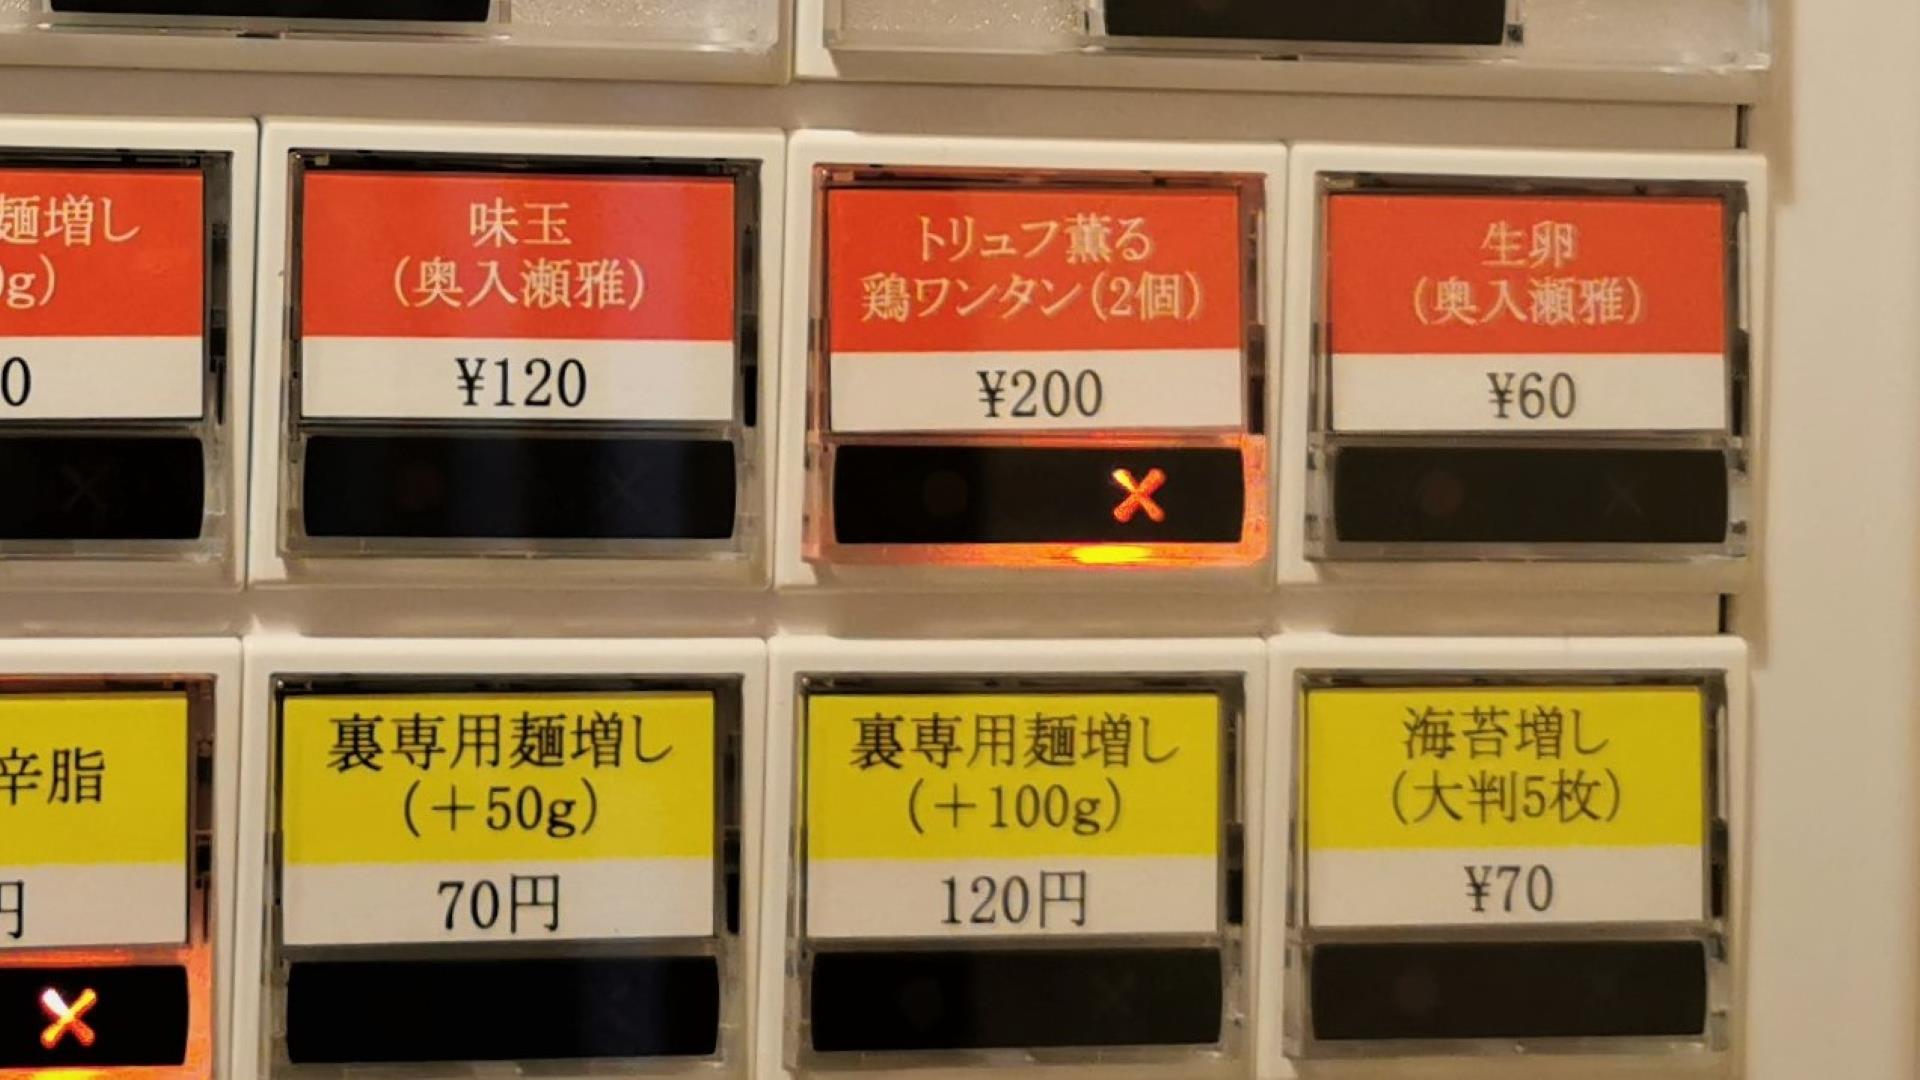 麺増し
g)
0
味玉
(奥入瀬雅)
¥120
トリュフ薫る
鶏ワンタン(2個)
¥200
生卵
(奥入瀬雅)
¥60
辛脂
円
裏専用麺増し
(+50g)
70円
裏専用麺増し
(+100g)
120円
海苔増し
(大判5枚)
¥70